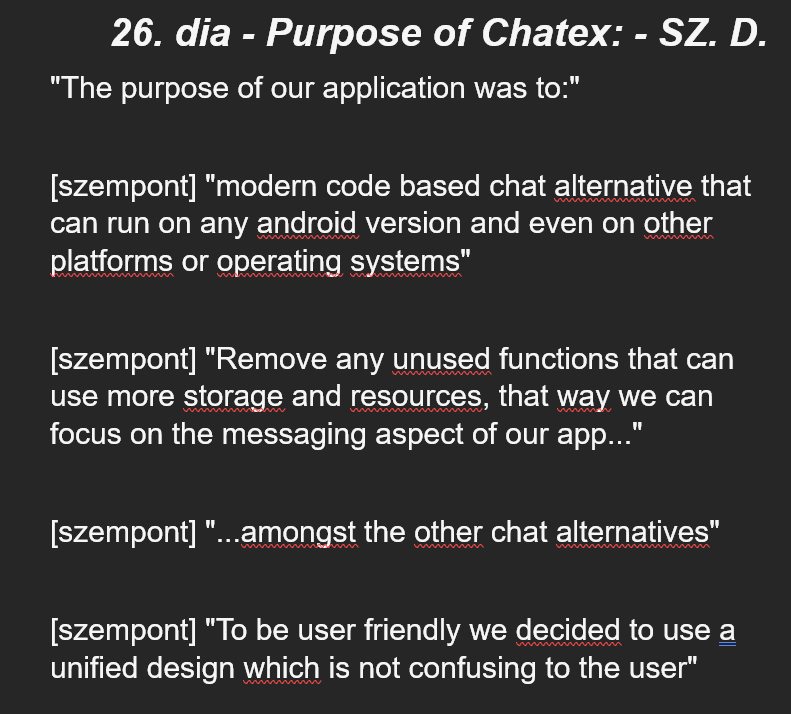 26. dia - Purpose of Chatex: - SZ. D.
"The purpose of our application was to:"
[szempont] "modern code based chat alternative that
can run on any android version and even on other
platforms or operating systems"
[szempont] "Remove any unused functions that can
use more storage and resources, that way we can
focus on the messaging aspect of our app..."
[szempont] "...amongst the other chat alternatives"
[szempont] "To be user friendly we decided to use a
unified design which is not confusing to the user"